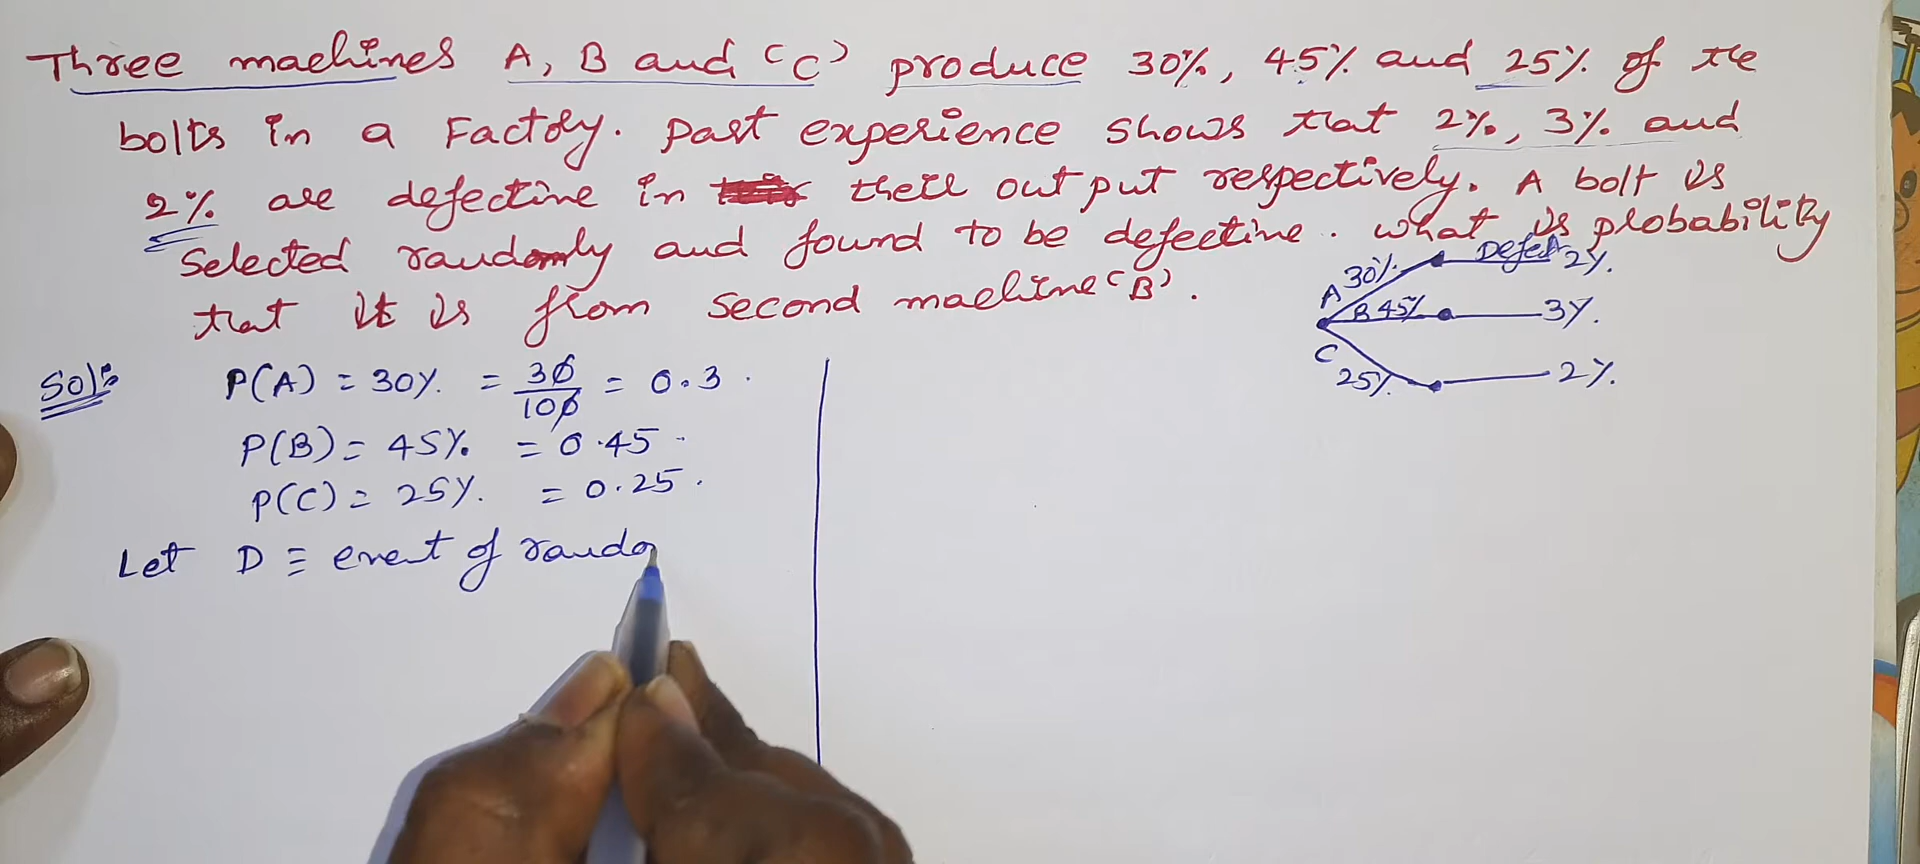 Three machines A, B and 'C' produce 30%, 45% and 25% of the
bolts in a Factory. Past experience shows that 2%, 3% and
2% are defective in their out put respectively. A bolt is
Selected randomly and found to be defective. what is probability
that it is from second machine 'B'.
A 30% Defect 2%.
B 45% 3%.
C 25% 2%.
Sol:
P(A) = 30%. = 30/100 = 0.3.
P(B) = 45%. = 0.45.
P(C) = 25%. = 0.25.
Let D ≡ event of rando